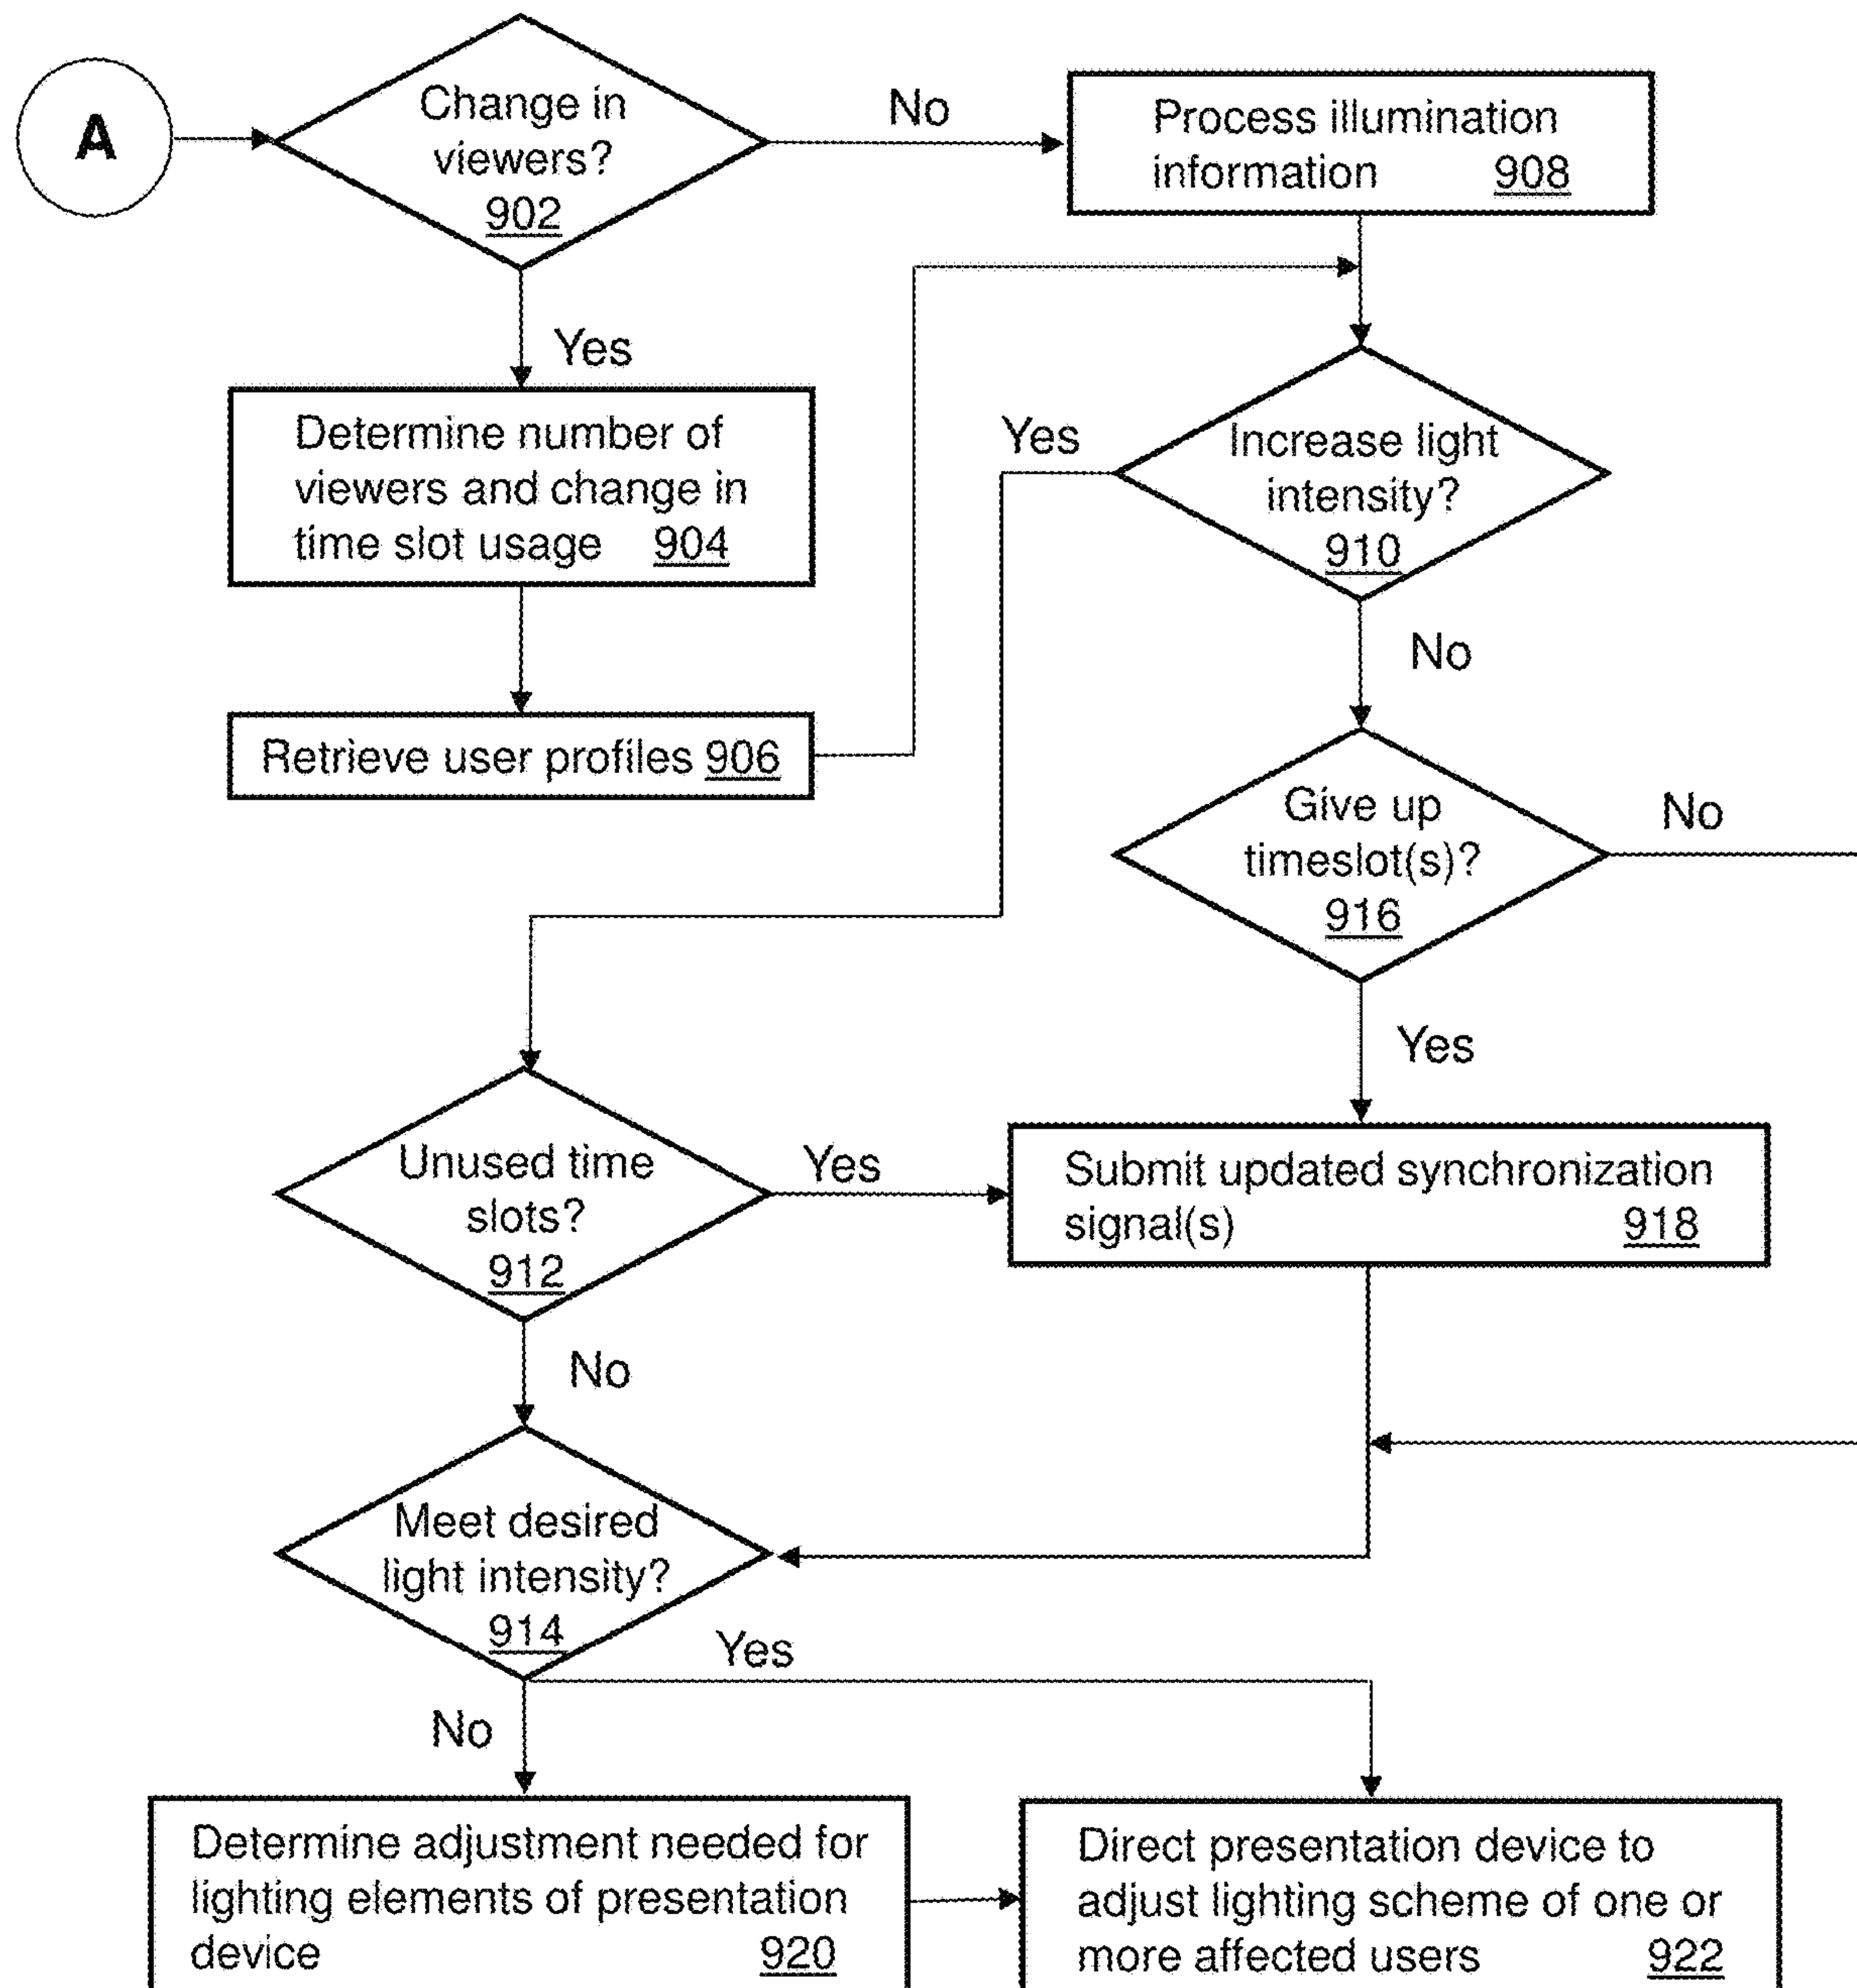 A
Change in
viewers?
902
No
Process illumination
information 908
Yes
Determine number of
viewers and change in
time slot usage 904
Retrieve user profiles 906
Yes
Increase light
intensity?
910
No
Give up
timeslot(s)?
916
No
Yes
Unused time
slots?
912
Yes
Submit updated synchronization
signal(s) 918
No
Meet desired
light intensity?
914
Yes
No
Determine adjustment needed for
lighting elements of presentation
device 920
Direct presentation device to
adjust lighting scheme of one or
more affected users 922